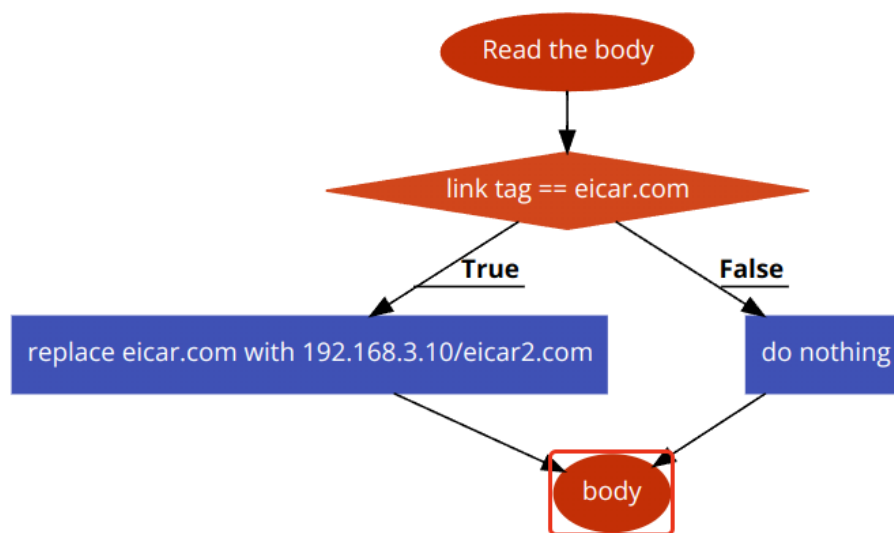 Read the body
link tag == eicar.com
True
False
replace eicar.com with 192.168.3.10/eicar2.com
do nothing
body